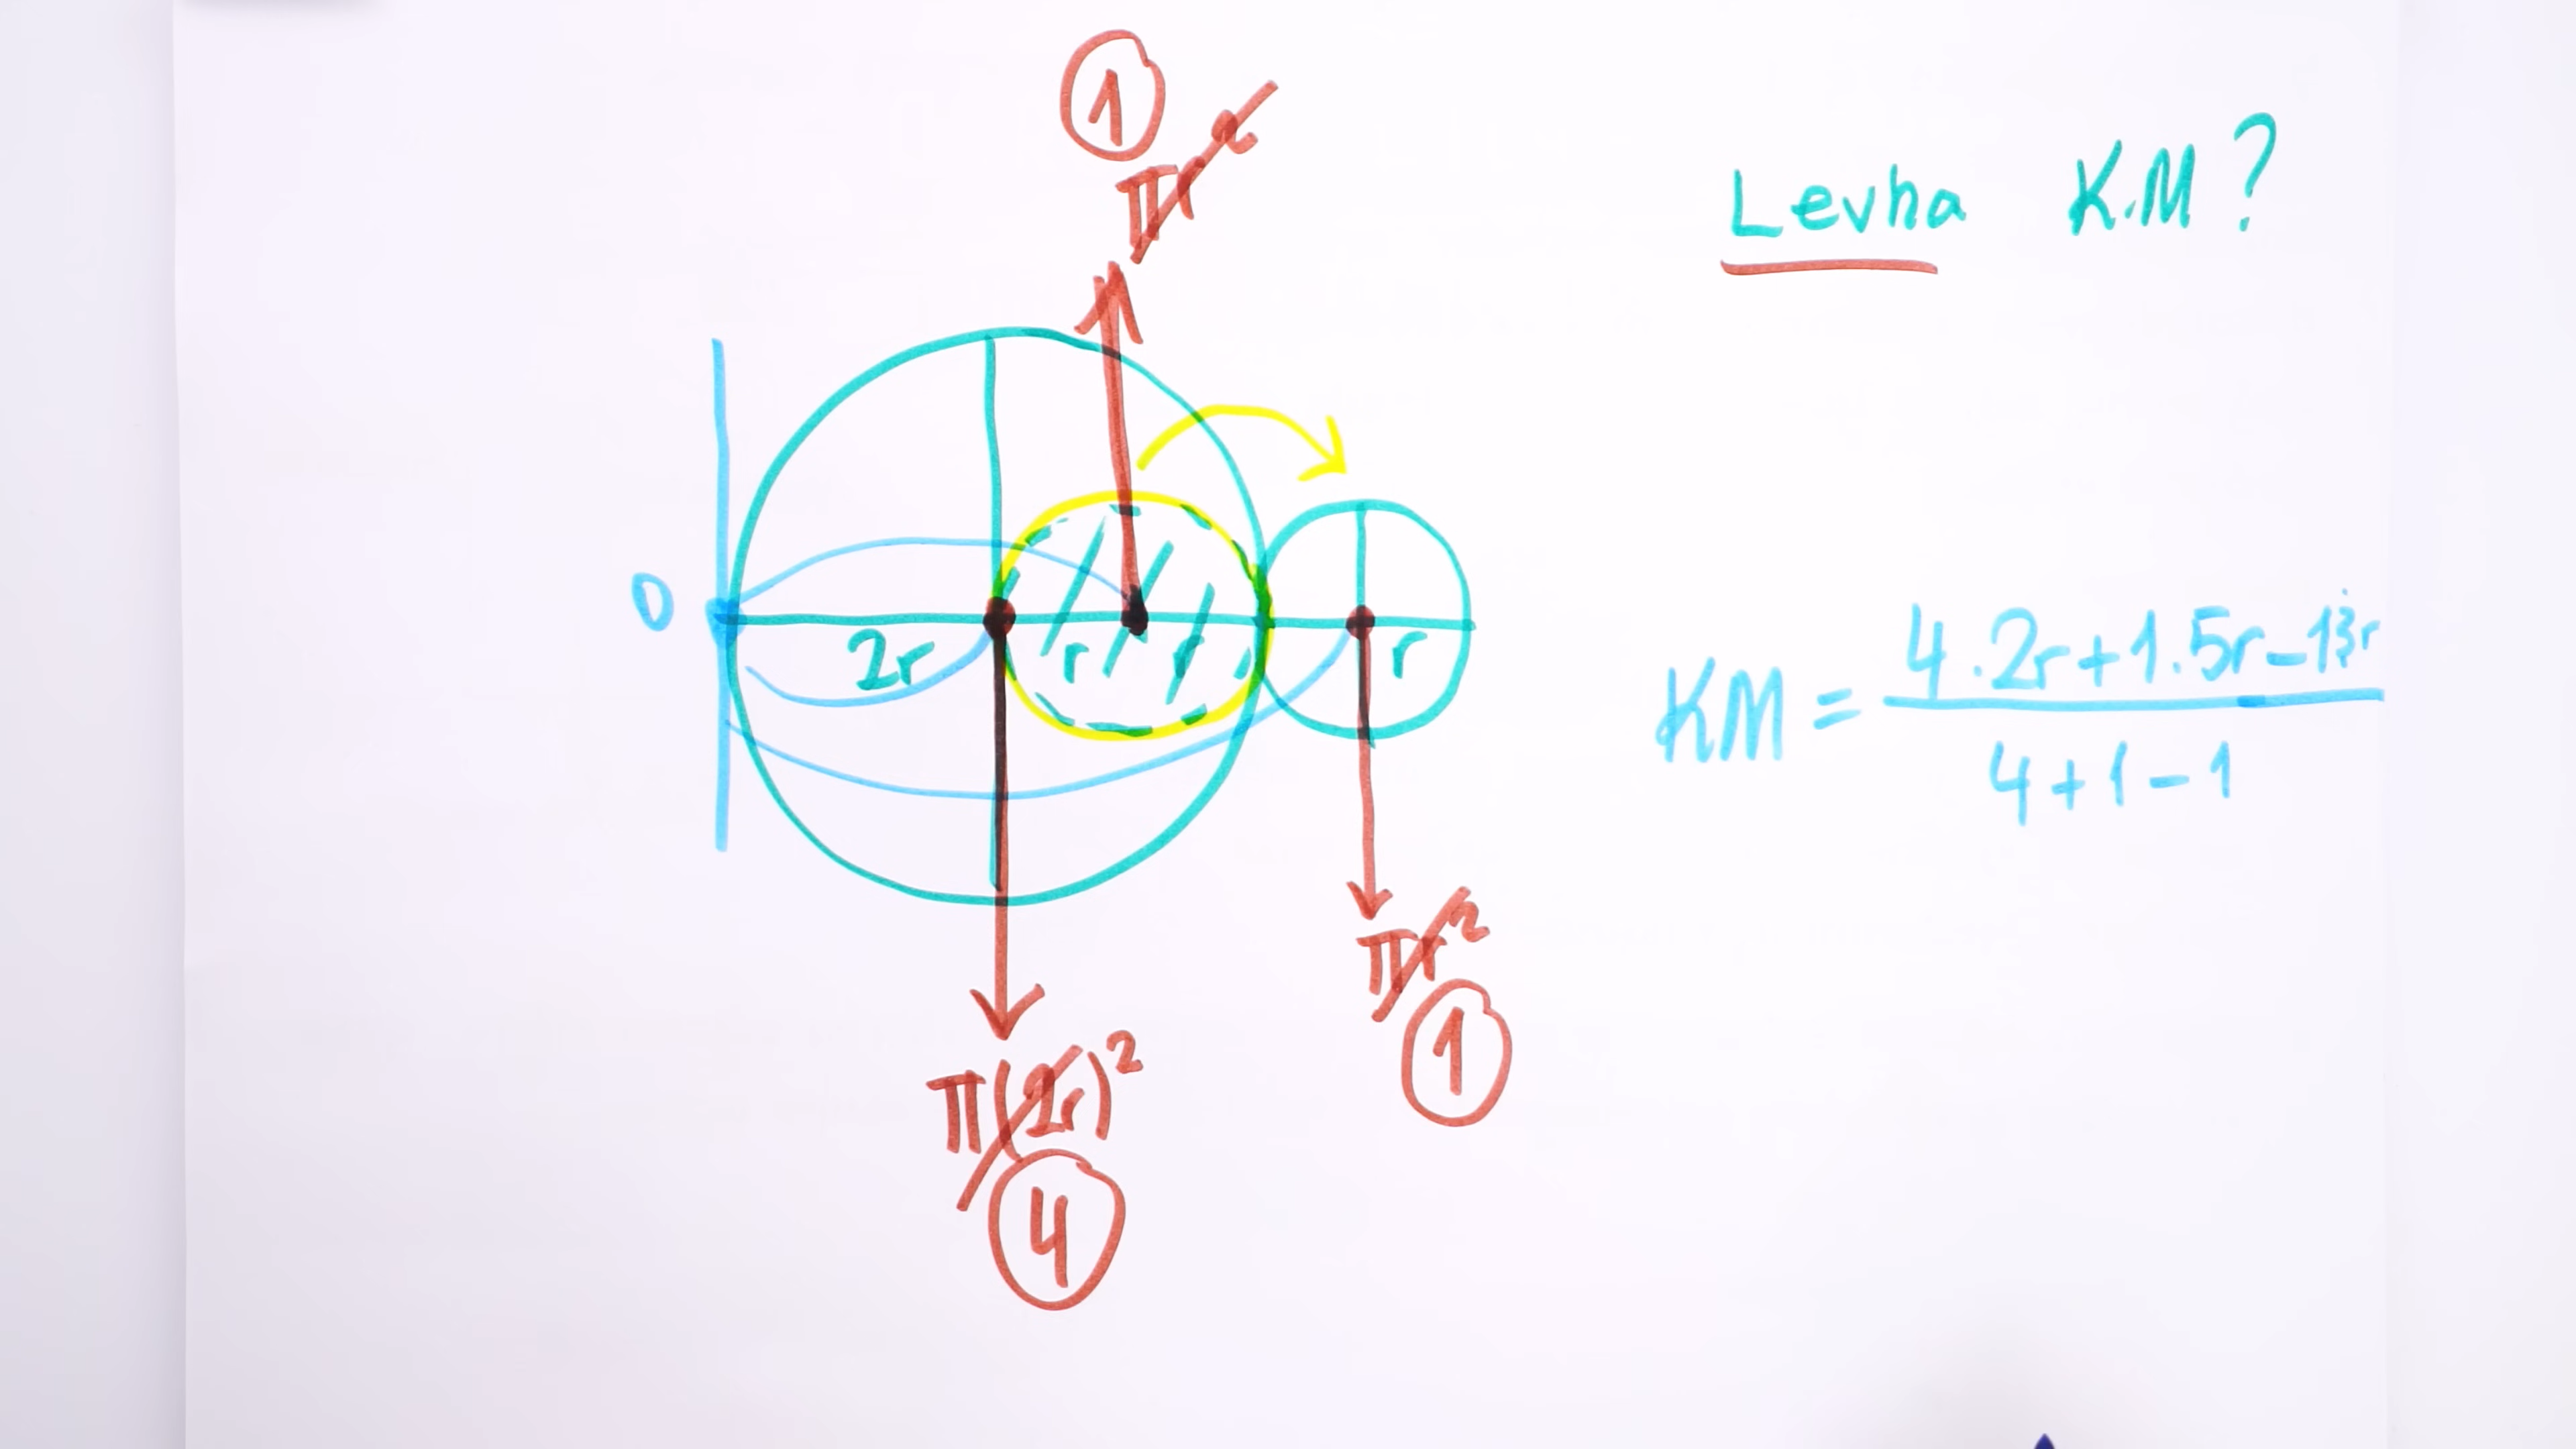 ①
πr²
Levha K.M?
0
2r
r
r
r
KM = 4.2r+1.5r-1.3r
4+1-1
πr²
①
π(2r)²
④